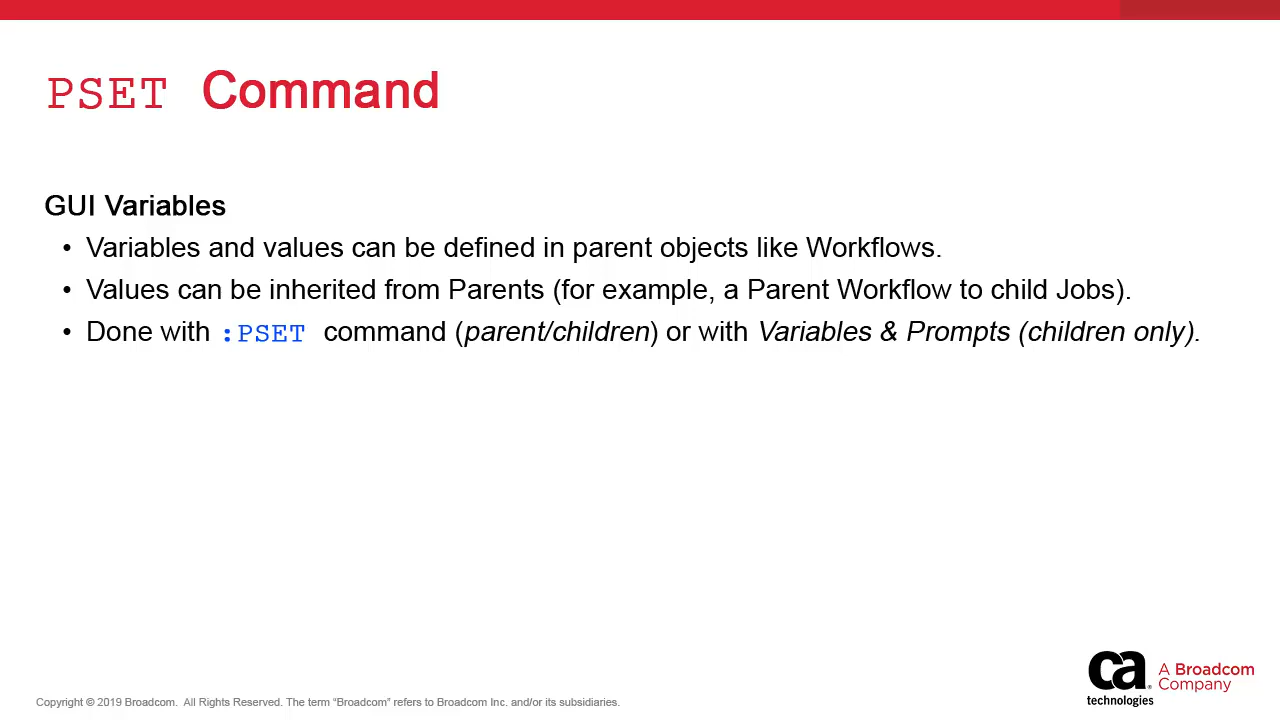 PSET Command
GUI Variables
• Variables and values can be defined in parent objects like Workflows.
• Values can be inherited from Parents (for example, a Parent Workflow to child Jobs).
• Done with :PSET command (parent/children) or with Variables & Prompts (children only).
ca
technologies
A Broadcom
Company
Copyright © 2019 Broadcom. All Rights Reserved. The term “Broadcom” refers to Broadcom Inc. and/or its subsidiaries.